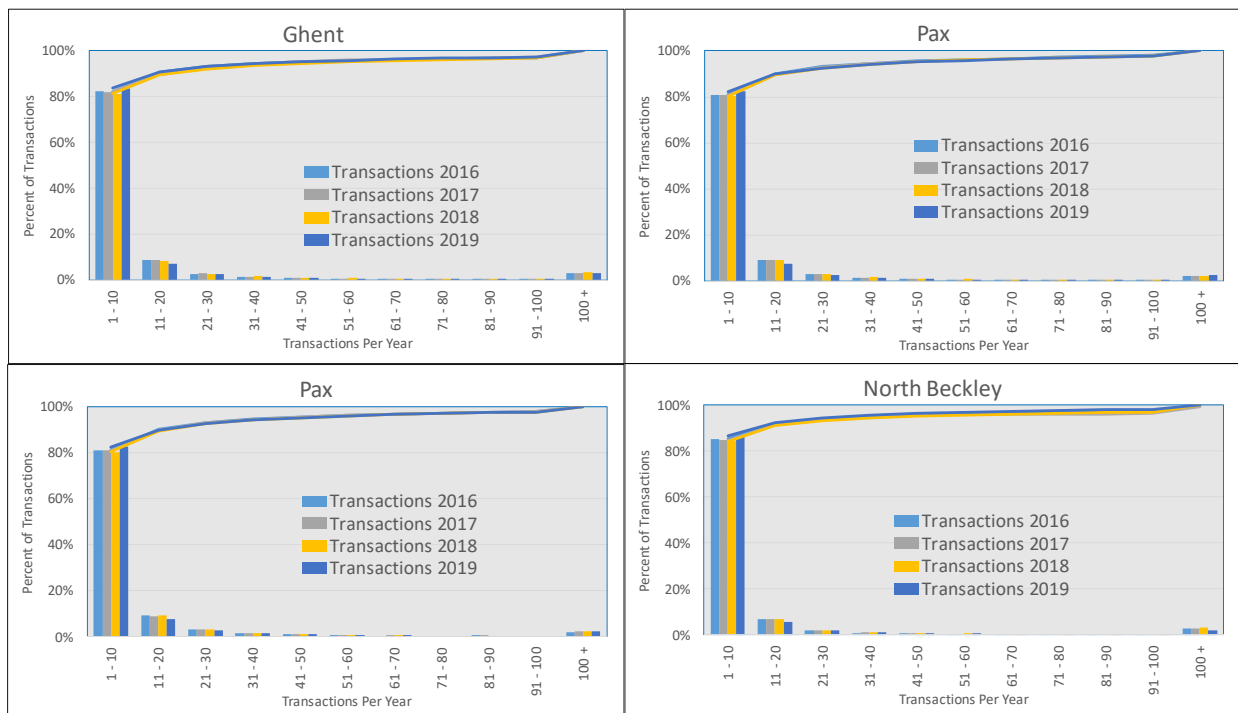 Ghent
Percent of Transactions
100%
80%
60%
40%
20%
0%
Transactions 2016
Transactions 2017
Transactions 2018
Transactions 2019
1 - 10
11 - 20
21 - 30
31 - 40
41 - 50
51 - 60
61 - 70
71 - 80
81 - 90
91 - 100
100 +
Transactions Per Year
Pax
Percent of Transactions
100%
80%
60%
40%
20%
0%
Transactions 2016
Transactions 2017
Transactions 2018
Transactions 2019
1 - 10
11 - 20
21 - 30
31 - 40
41 - 50
51 - 60
61 - 70
71 - 80
81 - 90
91 - 100
100 +
Transactions Per Year
Pax
Percent of Transactions
100%
80%
60%
40%
20%
0%
Transactions 2016
Transactions 2017
Transactions 2018
Transactions 2019
1 - 10
11 - 20
21 - 30
31 - 40
41 - 50
51 - 60
61 - 70
71 - 80
81 - 90
91 - 100
100 +
Transactions Per Year
North Beckley
Percent of Transactions
100%
80%
60%
40%
20%
0%
Transactions 2016
Transactions 2017
Transactions 2018
Transactions 2019
1 - 10
11 - 20
21 - 30
31 - 40
41 - 50
51 - 60
61 - 70
71 - 80
81 - 90
91 - 100
100 +
Transactions Per Year